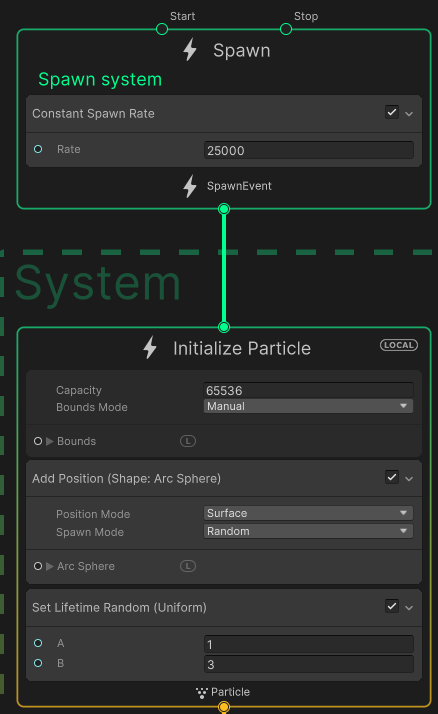 Start Stop
Spawn
Spawn system
Constant Spawn Rate
Rate 25000
SpawnEvent
System
Initialize Particle LOCAL
Capacity 65536
Bounds Mode Manual
Bounds L
Add Position (Shape: Arc Sphere)
Position Mode Surface
Spawn Mode Random
Arc Sphere L
Set Lifetime Random (Uniform)
A 1
B 3
Particle